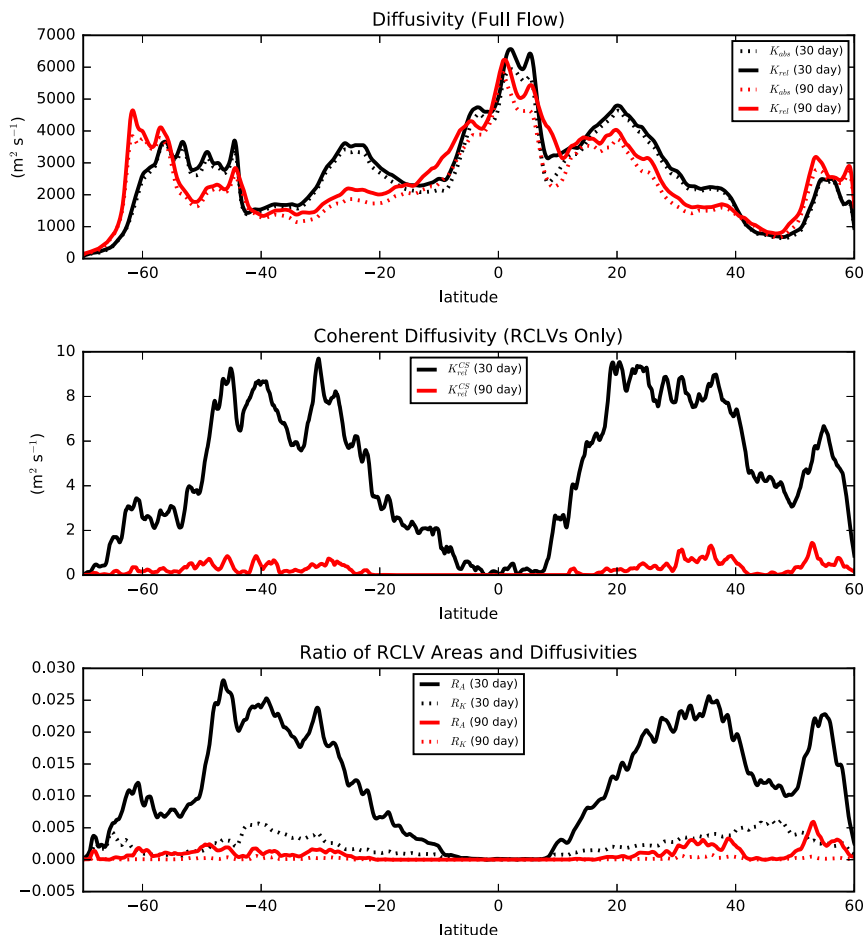 Diffusivity (Full Flow)
7000
6000
5000
4000
3000
2000
1000
0
(m² s⁻¹)
K_abs (30 day)
K_rel (30 day)
K_abs (90 day)
K_rel (90 day)
−60 −40 −20 0 20 40 60
latitude
Coherent Diffusivity (RCLVs Only)
10
8
6
4
2
0
(m² s⁻¹)
K_rel^CS (30 day)
K_rel^CS (90 day)
−60 −40 −20 0 20 40 60
latitude
Ratio of RCLV Areas and Diffusivities
0.030
0.025
0.020
0.015
0.010
0.005
0.000
−0.005
R_A (30 day)
R_K (30 day)
R_A (90 day)
R_K (90 day)
−60 −40 −20 0 20 40 60
latitude